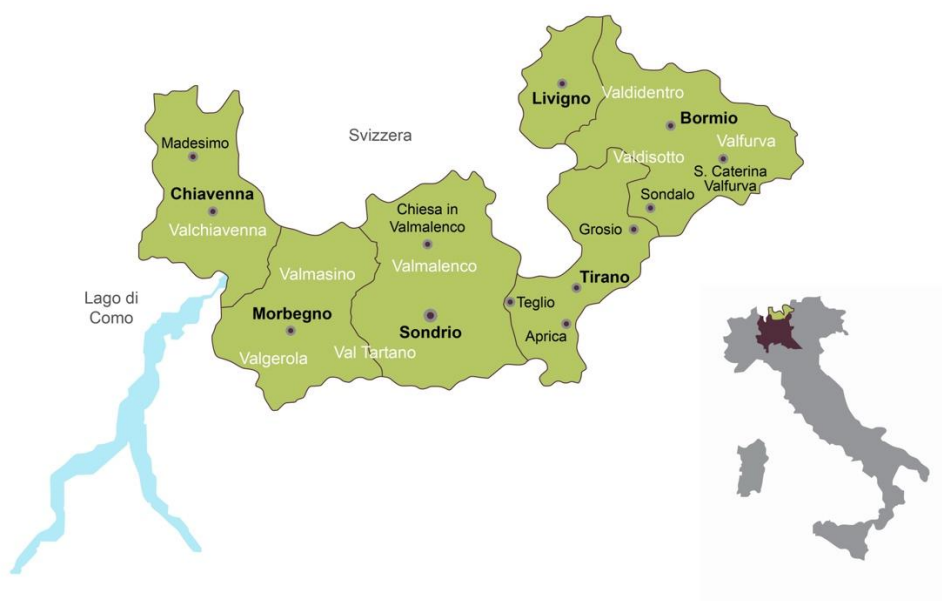 Livigno
Valdidentro
Bormio
Valfurva
Valdisotto
S. Caterina
Valfurva
Sondalo
Grosio
Svizzera
Madesimo
Chiavenna
Valchiavenna
Chiesa in
Valmalenco
Valmalenco
Valmasino
Tirano
Teglio
Aprica
Lago di
Como
Morbegno
Sondrio
Valgerola
Val Tartano